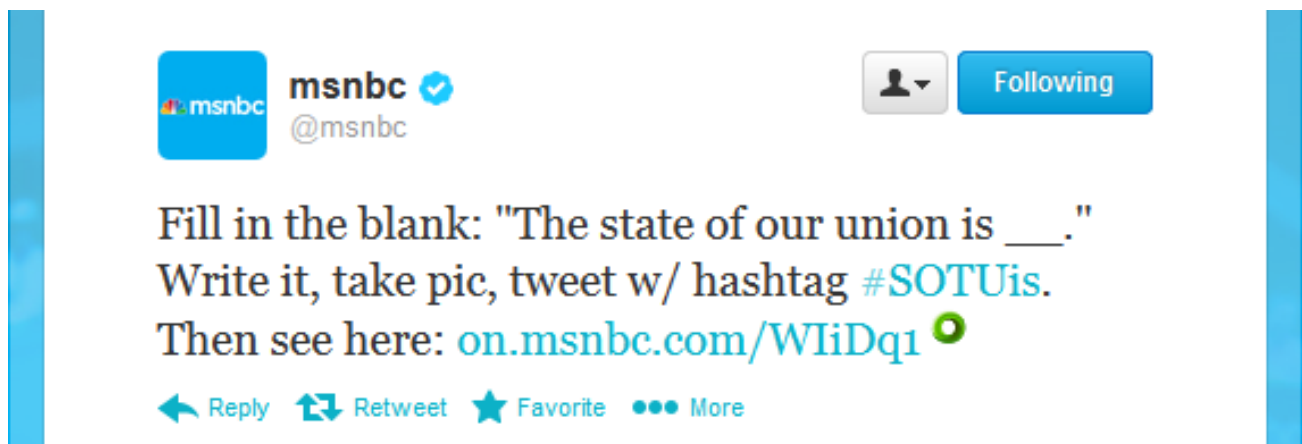 msnbc
msnbc
Following
@msnbc
Fill in the blank: "The state of our union is __."
Write it, take pic, tweet w/ hashtag #SOTUis.
Then see here: on.msnbc.com/WIiDq1
Reply Retweet Favorite More